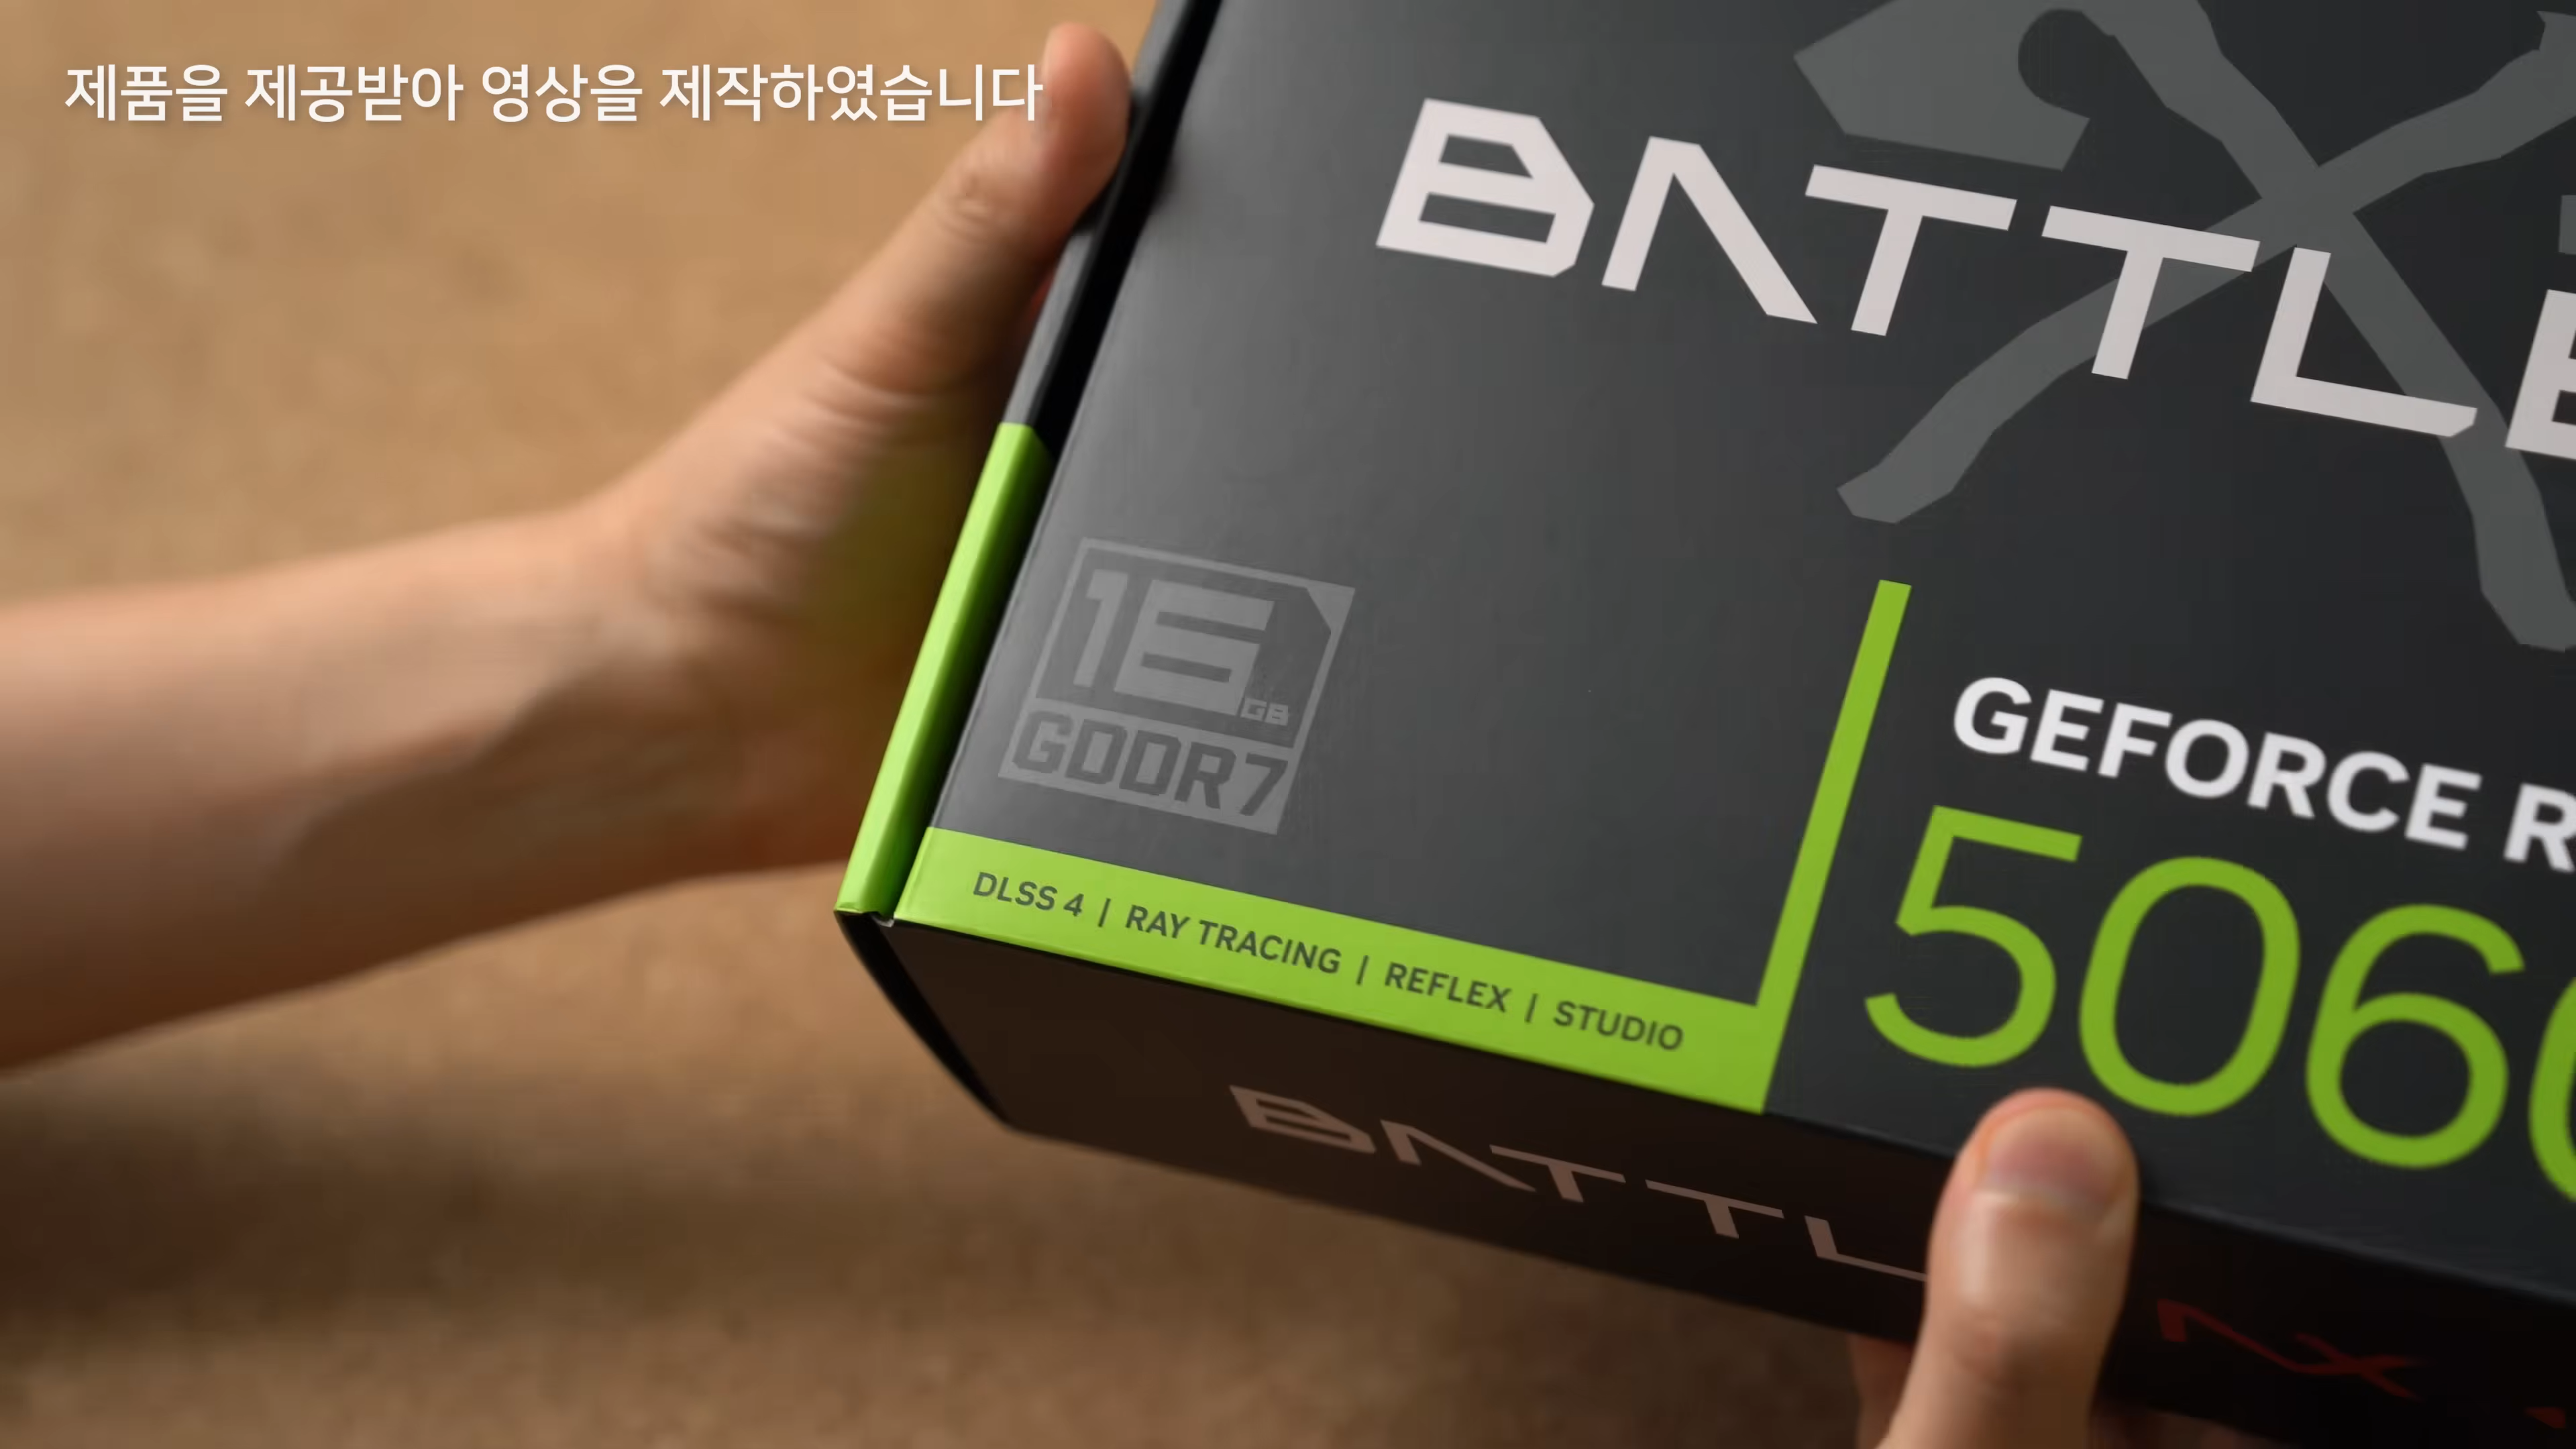 제품을 제공받아 영상을 제작하였습니다
BATTLE
16GB
GDDR7
GEFORCE R
506
DLSS 4 | RAY TRACING | REFLEX | STUDIO
BATTL